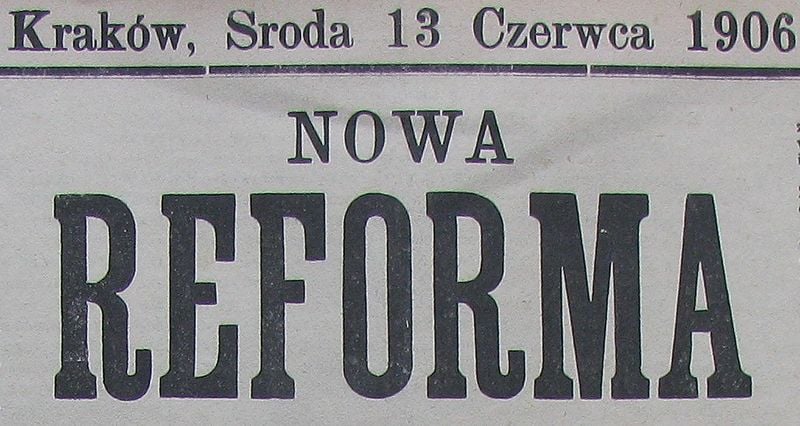 Kraków, Sroda 13 Czerwca 1906
NOWA
REFORMA